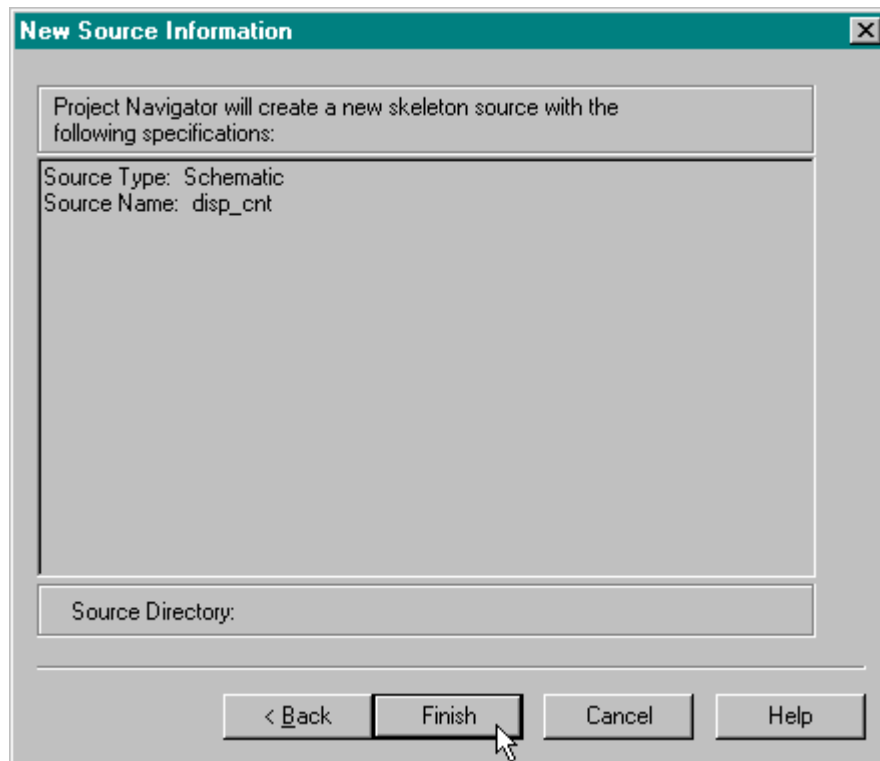 New Source Information
Project Navigator will create a new skeleton source with the
following specifications:
Source Type:  Schematic
Source Name:  disp_cnt
Source Directory:
< Back
Finish
Cancel
Help